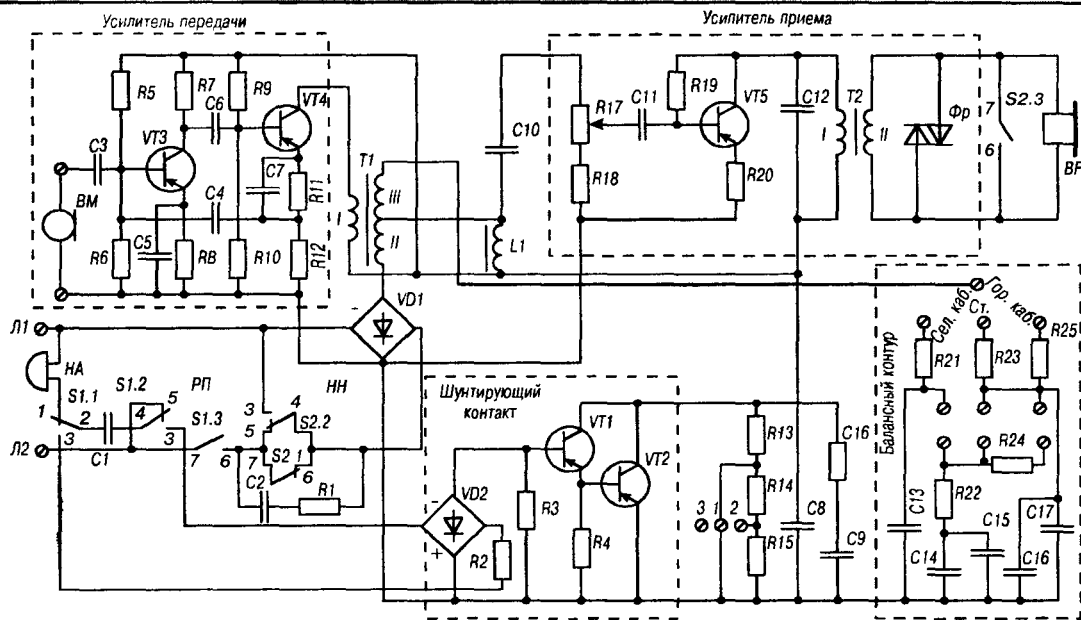 Усилитель передачи
Усилитель приема
R5
R7
R9
C6
VT4
VT3
C3
BM
C4
C7
R11
C5
R6
R8
R10
R12
T1
I
III
II
C10
L1
R17
R18
C11
R19
VT5
R20
C12
I
T2
II
Фр
7
S2.3
6
BF
VD1
Л1
НА
S1.1
S1.2
РП
НН
1
2
4
5
S1.3
3
4
5
S2.2
Л2
3
C1
3
7
6
7
S2.1
6
C2
R1
Шунтирующий
контакт
VT1
VT2
VD2
-
+
R2
R3
R4
R13
R14
R15
3
1
2
C16
C8
C9
Балансный контур
Сел. каб.
Ст.
Гор. каб.
R21
R23
R25
R24
R22
C13
C14
C15
C16
C17